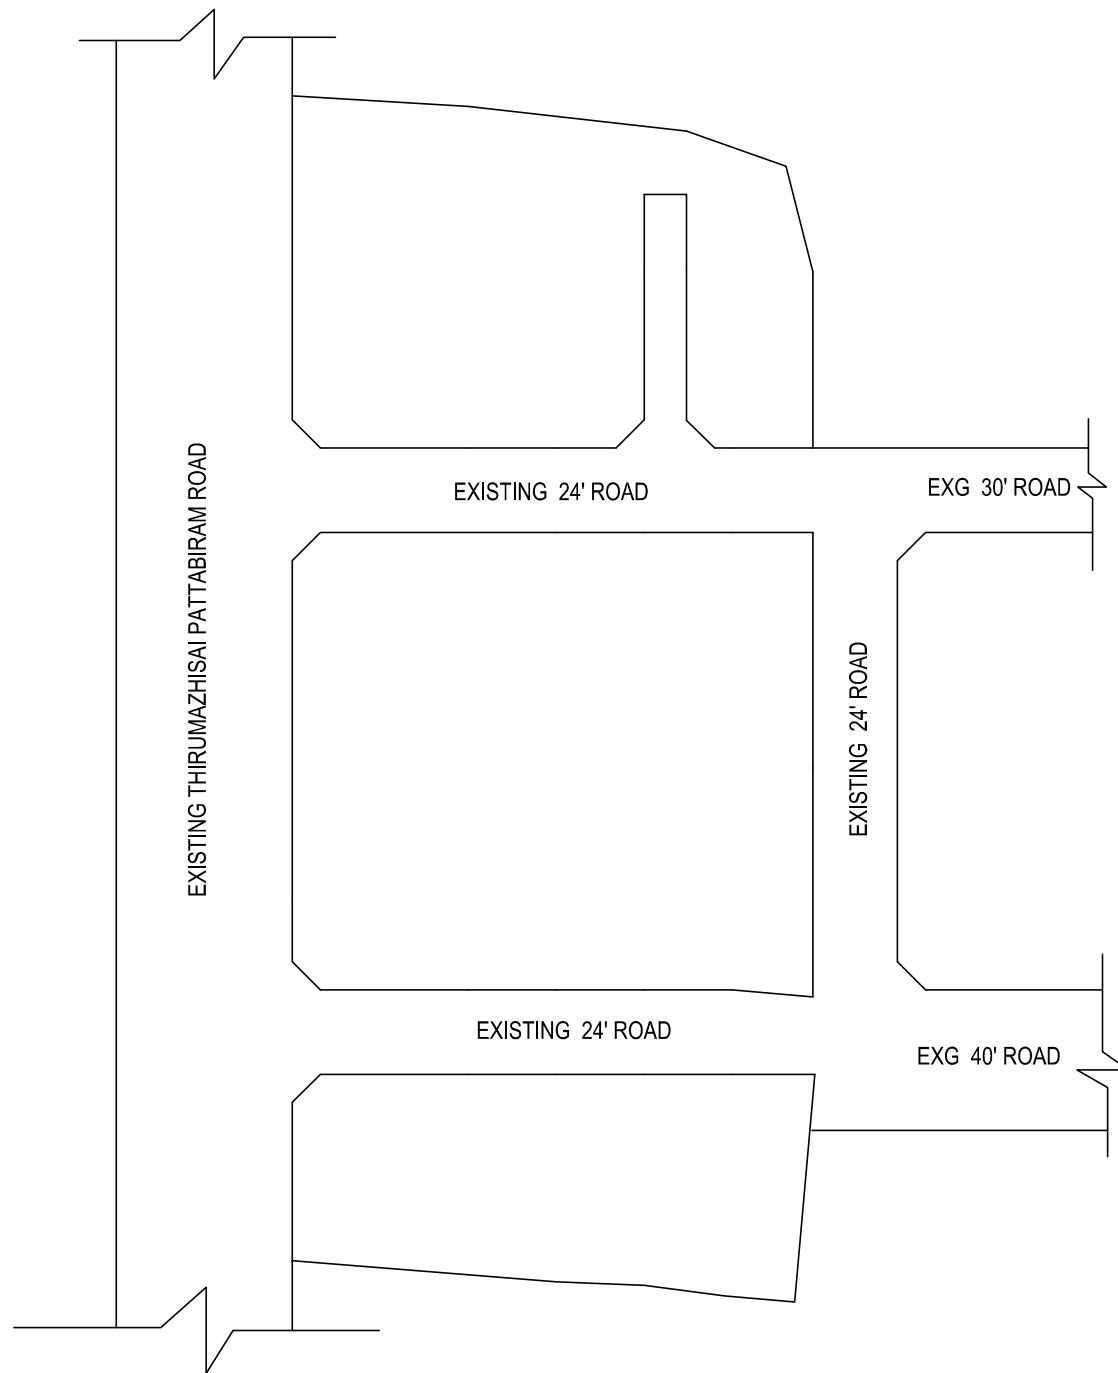 EXISTING THIRUMAZHISAI PATTABIRAM ROAD
EXISTING 24' ROAD
EXG 30' ROAD
EXISTING 24' ROAD
EXISTING 24' ROAD
EXG 40' ROAD